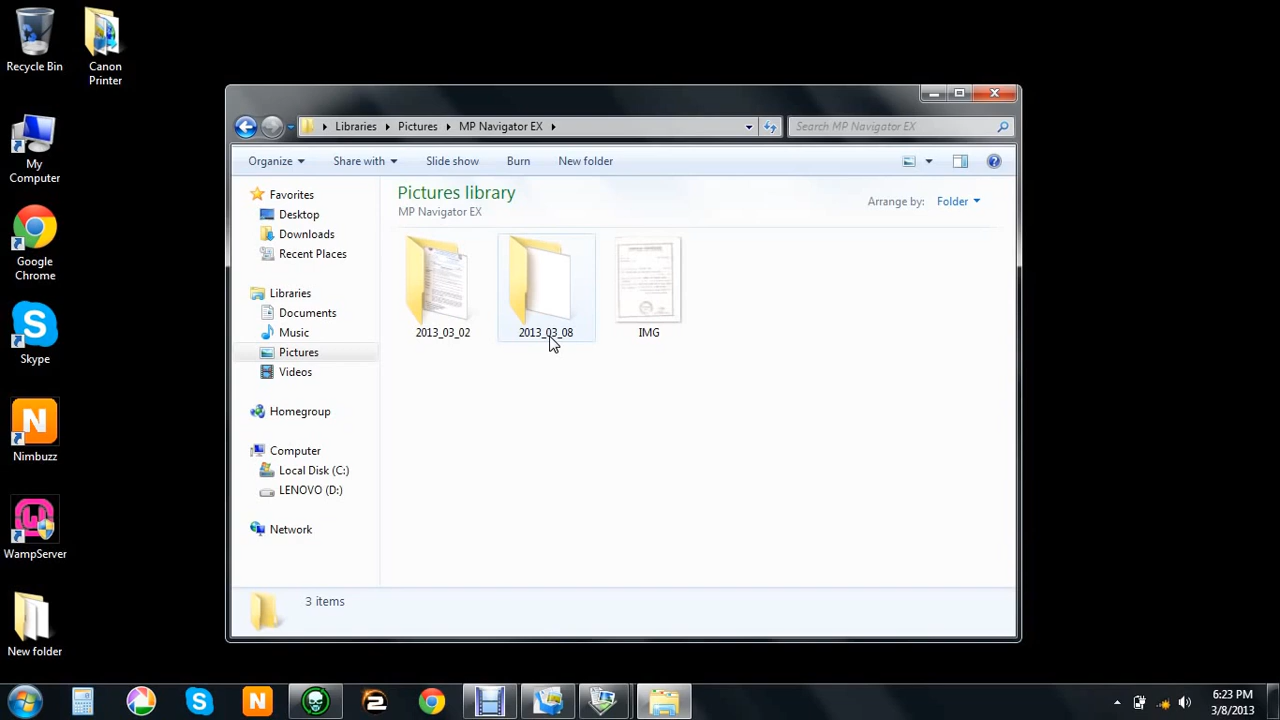 Recycle Bin
Canon
Printer
My
Computer
Google
Chrome
Skype
Nimbuzz
WampServer
New folder
Libraries
Pictures
MP Navigator EX
Search MP Navigator EX
Organize
Share with
Slide show
Burn
New folder
Favorites
Desktop
Downloads
Recent Places
Libraries
Documents
Music
Pictures
Videos
Homegroup
Computer
Local Disk (C:)
LENOVO (D:)
Network
Pictures library
MP Navigator EX
Arrange by: Folder
2013_03_02
2013_03_08
IMG
3 items
6:23 PM
3/8/2013